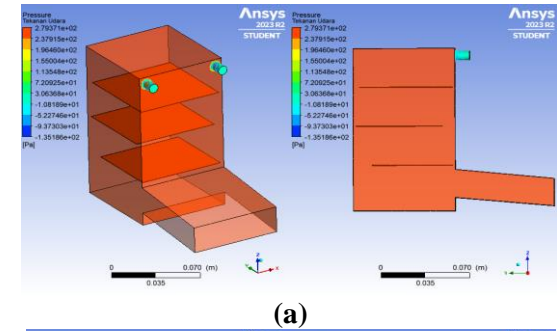 Pressure
Tekanan Udara
2.79371e+02
2.37915e+02
1.96460e+02
1.55004e+02
1.13548e+02
7.20925e+01
3.06368e+01
-1.08189e+01
-5.22746e+01
-9.37303e+01
-1.35186e+02
[Pa]
Ansys
2023 R2
STUDENT
0
0.070 (m)
0.035
Z
Y
X
Pressure
Tekanan Udara
2.79371e+02
2.37915e+02
1.96460e+02
1.55004e+02
1.13548e+02
7.20925e+01
3.06368e+01
-1.08189e+01
-5.22746e+01
-9.37303e+01
-1.35186e+02
[Pa]
Ansys
2023 R2
STUDENT
0
0.070 (m)
0.035
Z
Y
(a)